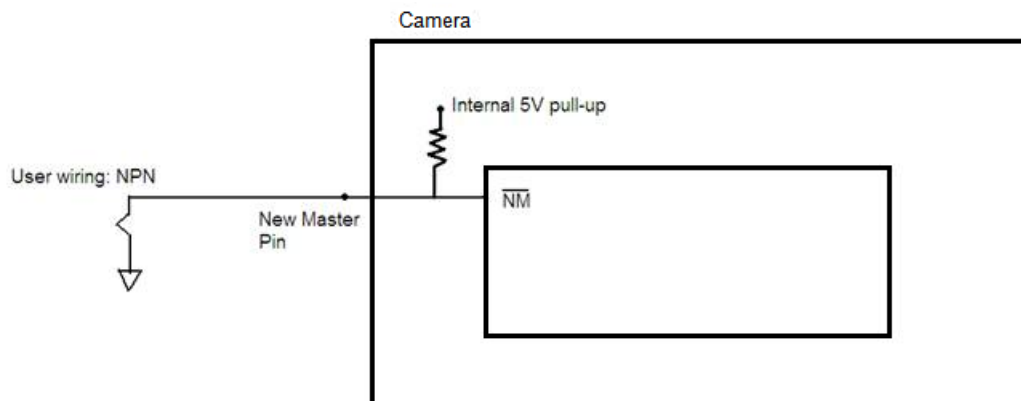 Camera
Internal 5V pull-up
User wiring: NPN
New Master
Pin
NM